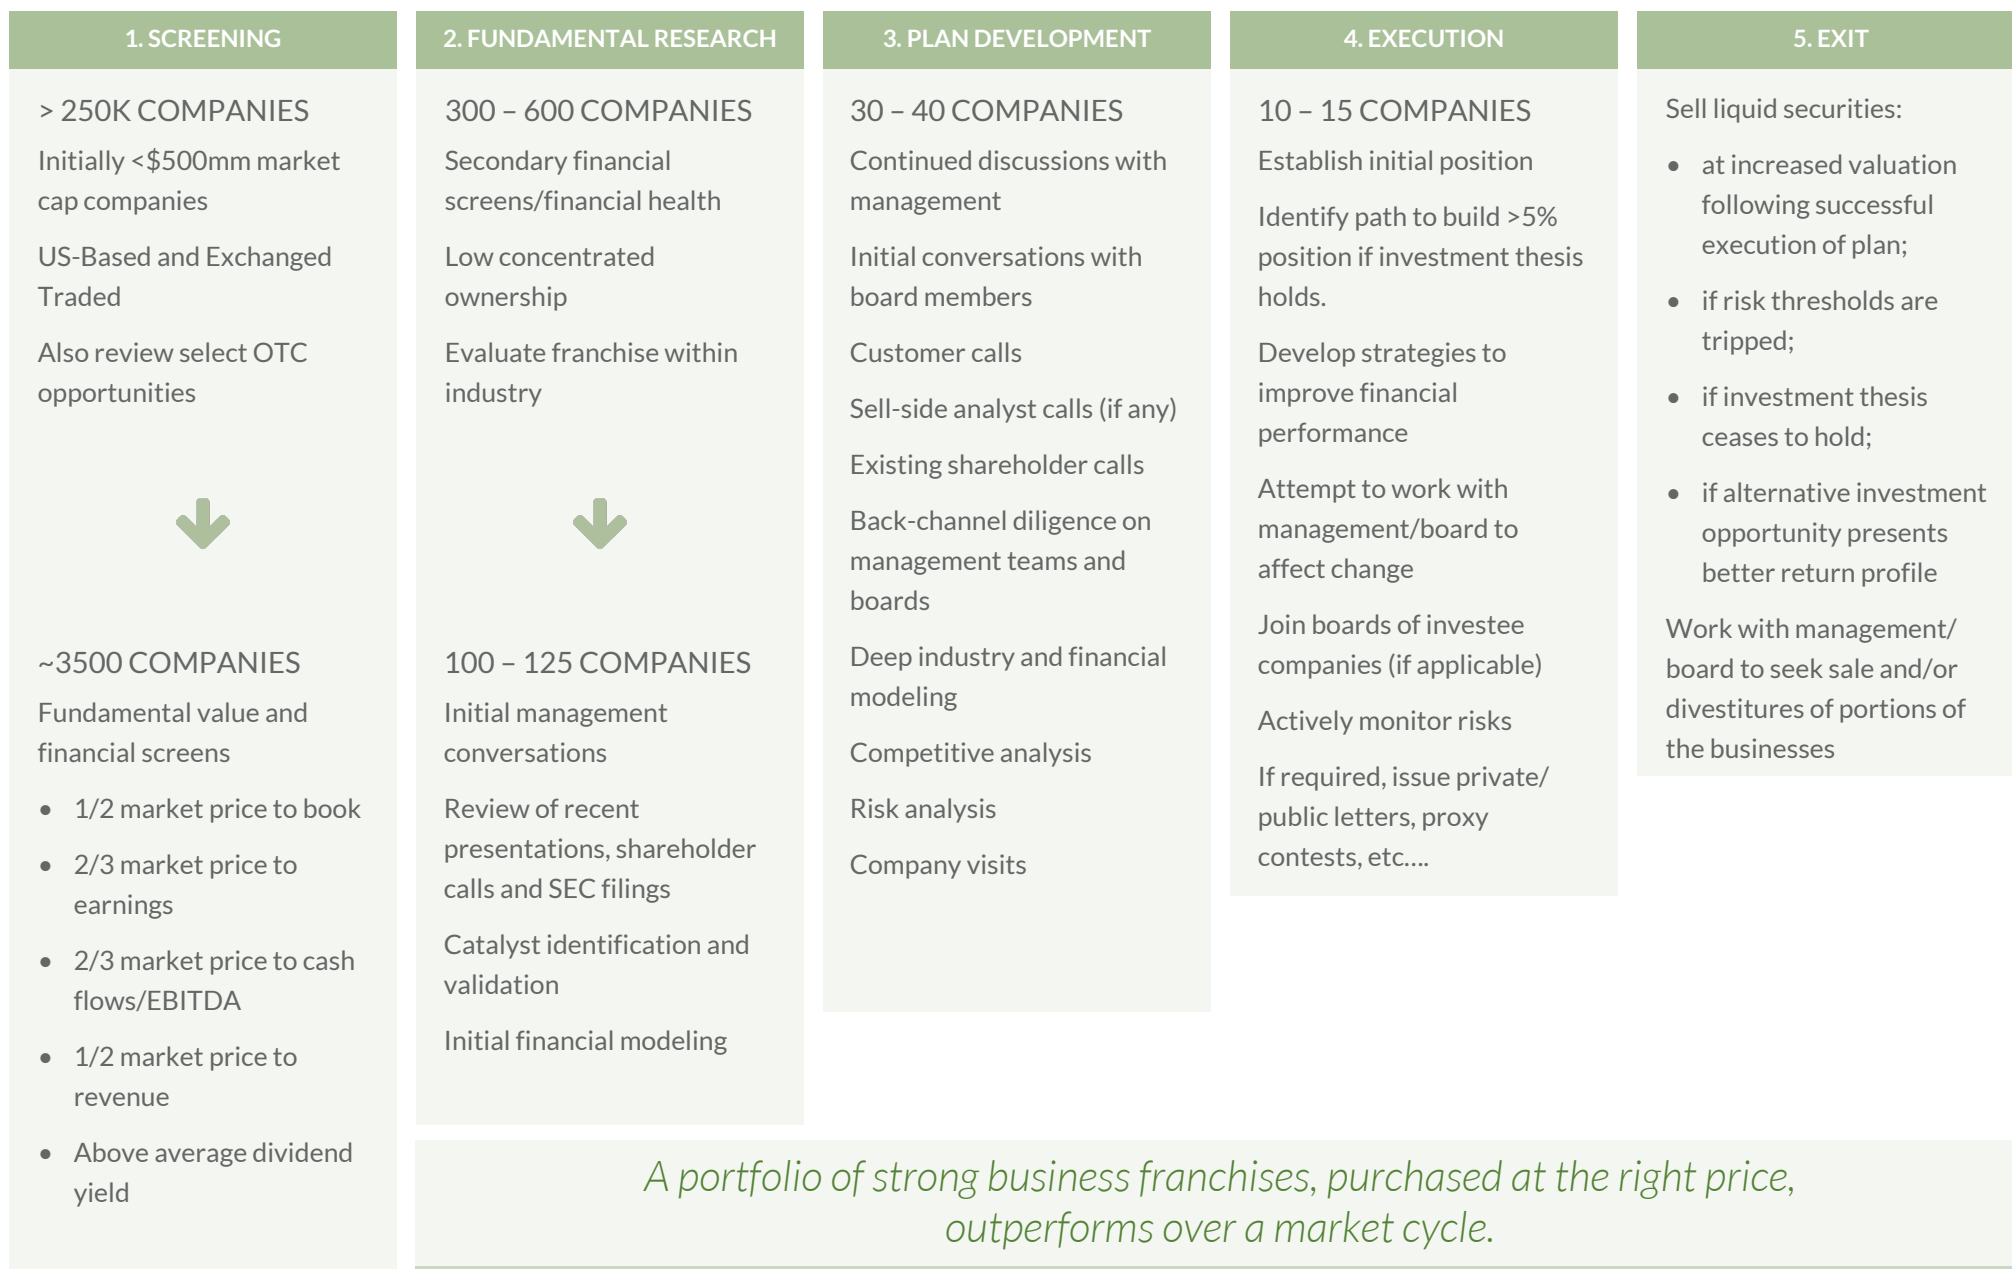 1. SCREENING
> 250K COMPANIES
Initially <$500mm market
cap companies
US-Based and Exchanged
Traded
Also review select OTC
opportunities
~3500 COMPANIES
Fundamental value and
financial screens
• 1/2 market price to book
• 2/3 market price to
earnings
• 2/3 market price to cash
flows/EBITDA
• 1/2 market price to
revenue
• Above average dividend
yield
2. FUNDAMENTAL RESEARCH
300 – 600 COMPANIES
Secondary financial
screens/financial health
Low concentrated
ownership
Evaluate franchise within
industry
100 – 125 COMPANIES
Initial management
conversations
Review of recent
presentations, shareholder
calls and SEC filings
Catalyst identification and
validation
Initial financial modeling
3. PLAN DEVELOPMENT
30 – 40 COMPANIES
Continued discussions with
management
Initial conversations with
board members
Customer calls
Sell-side analyst calls (if any)
Existing shareholder calls
Back-channel diligence on
management teams and
boards
Deep industry and financial
modeling
Competitive analysis
Risk analysis
Company visits
4. EXECUTION
10 – 15 COMPANIES
Establish initial position
Identify path to build >5%
position if investment thesis
holds.
Develop strategies to
improve financial
performance
Attempt to work with
management/board to
affect change
Join boards of investee
companies (if applicable)
Actively monitor risks
If required, issue private/
public letters, proxy
contests, etc....
5. EXIT
Sell liquid securities:
• at increased valuation
following successful
execution of plan;
• if risk thresholds are
tripped;
• if investment thesis
ceases to hold;
• if alternative investment
opportunity presents
better return profile
Work with management/
board to seek sale and/or
divestitures of portions of
the businesses
A portfolio of strong business franchises, purchased at the right price,
outperforms over a market cycle.